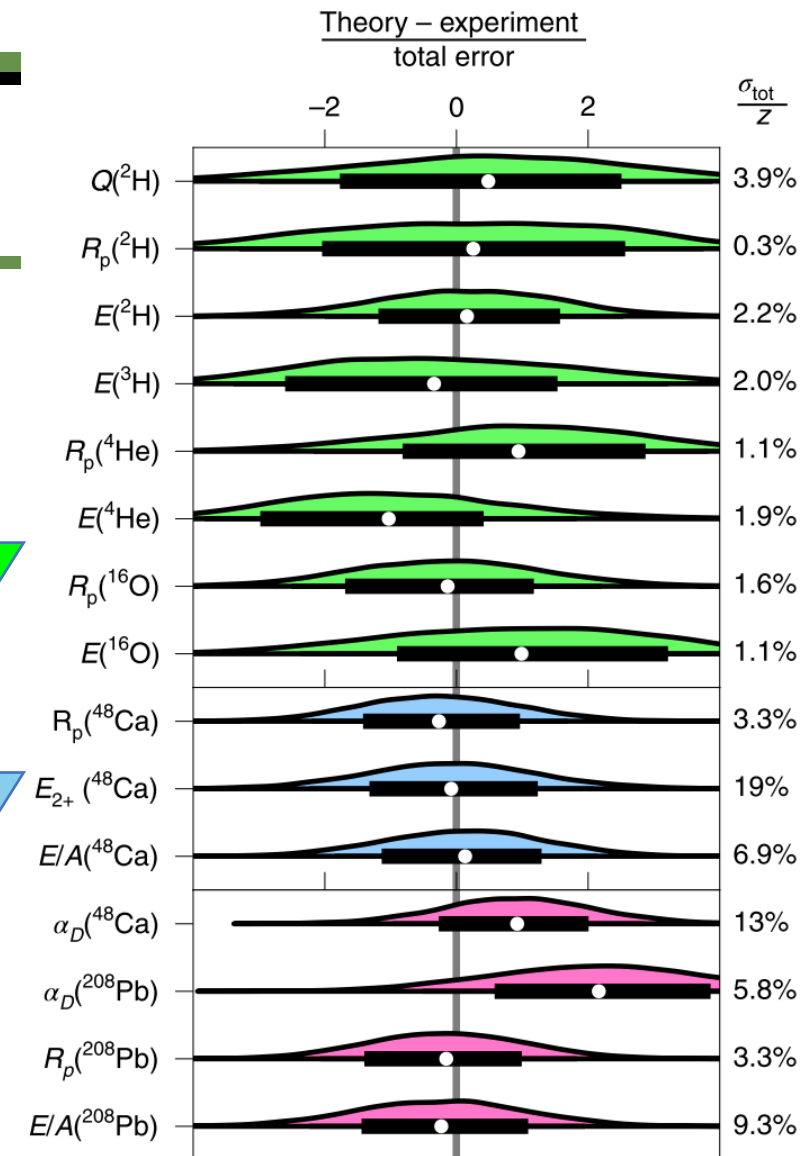 Theory – experiment
total error
σtot
z
–2 0 2
Q(²H) 3.9%
Rp(²H) 0.3%
E(²H) 2.2%
E(³H) 2.0%
Rp(⁴He) 1.1%
E(⁴He) 1.9%
Rp(¹⁶O) 1.6%
E(¹⁶O) 1.1%
Rp(⁴⁸Ca) 3.3%
E2+ (⁴⁸Ca) 19%
E/A(⁴⁸Ca) 6.9%
αD(⁴⁸Ca) 13%
αD(²⁰⁸Pb) 5.8%
Rp(²⁰⁸Pb) 3.3%
E/A(²⁰⁸Pb) 9.3%